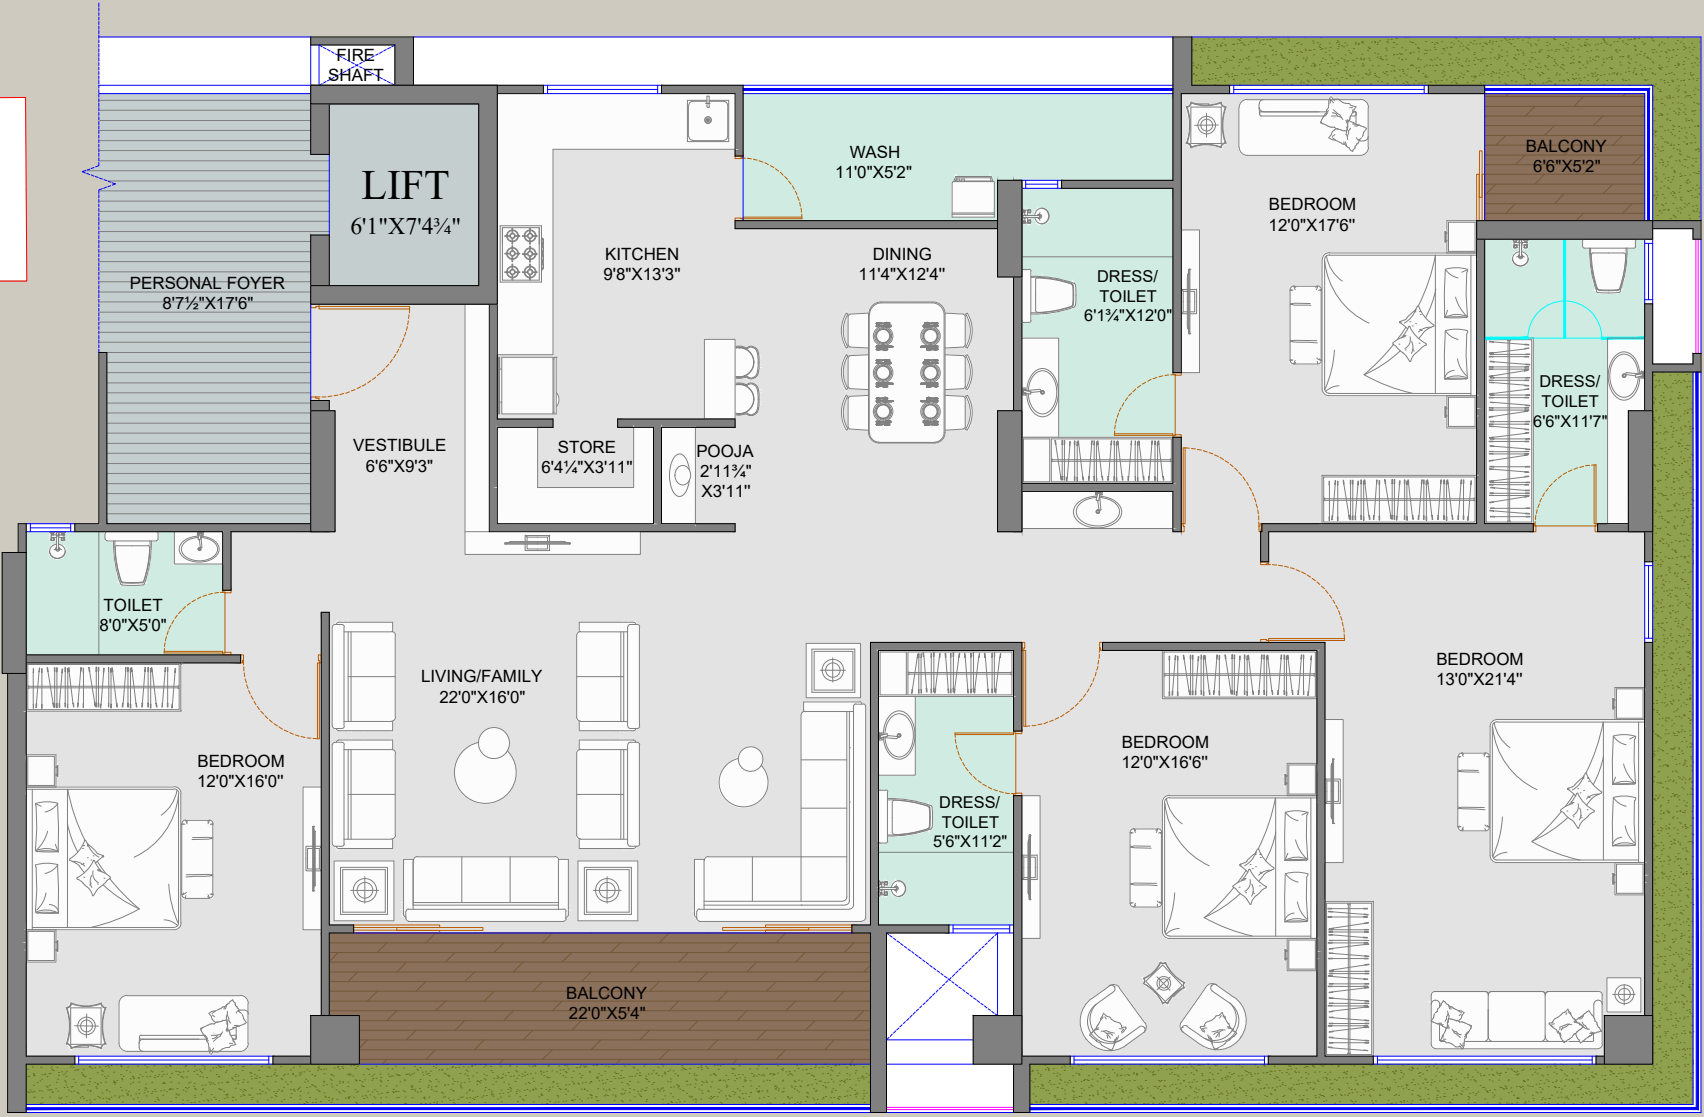 FIRE
SHAFT
LIFT
6'1"X7'4¾"
WASH
11'0"X5'2"
BALCONY
6'6"X5'2"
BEDROOM
12'0"X17'6"
KITCHEN
9'8"X13'3"
DINING
11'4"X12'4"
PERSONAL FOYER
8'7½"X17'6"
DRESS/
TOILET
6'1¾"X12'0"
DRESS/
TOILET
6'6"X11'7"
VESTIBULE
6'6"X9'3"
STORE
6'4¼"X3'11"
POOJA
2'11¾"
X3'11"
TOILET
8'0"X5'0"
LIVING/FAMILY
22'0"X16'0"
BEDROOM
13'0"X21'4"
BEDROOM
12'0"X16'0"
BEDROOM
12'0"X16'6"
DRESS/
TOILET
5'6"X11'2"
BALCONY
22'0"X5'4"